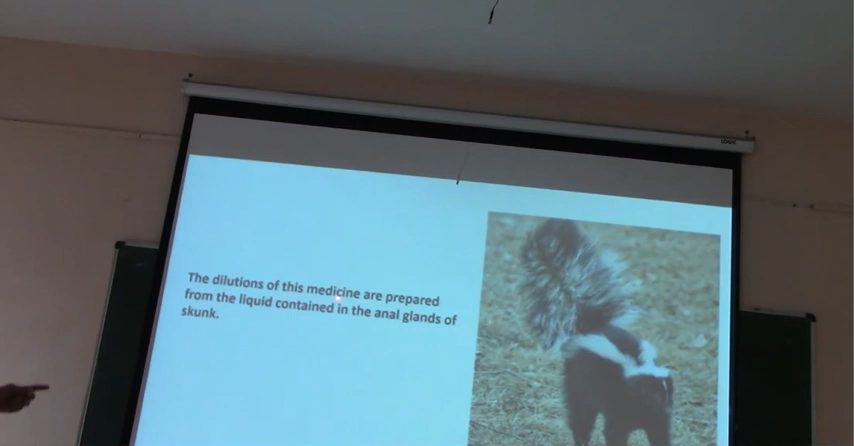 The dilutions of this medicine are prepared
from the liquid contained in the anal glands of
skunk.